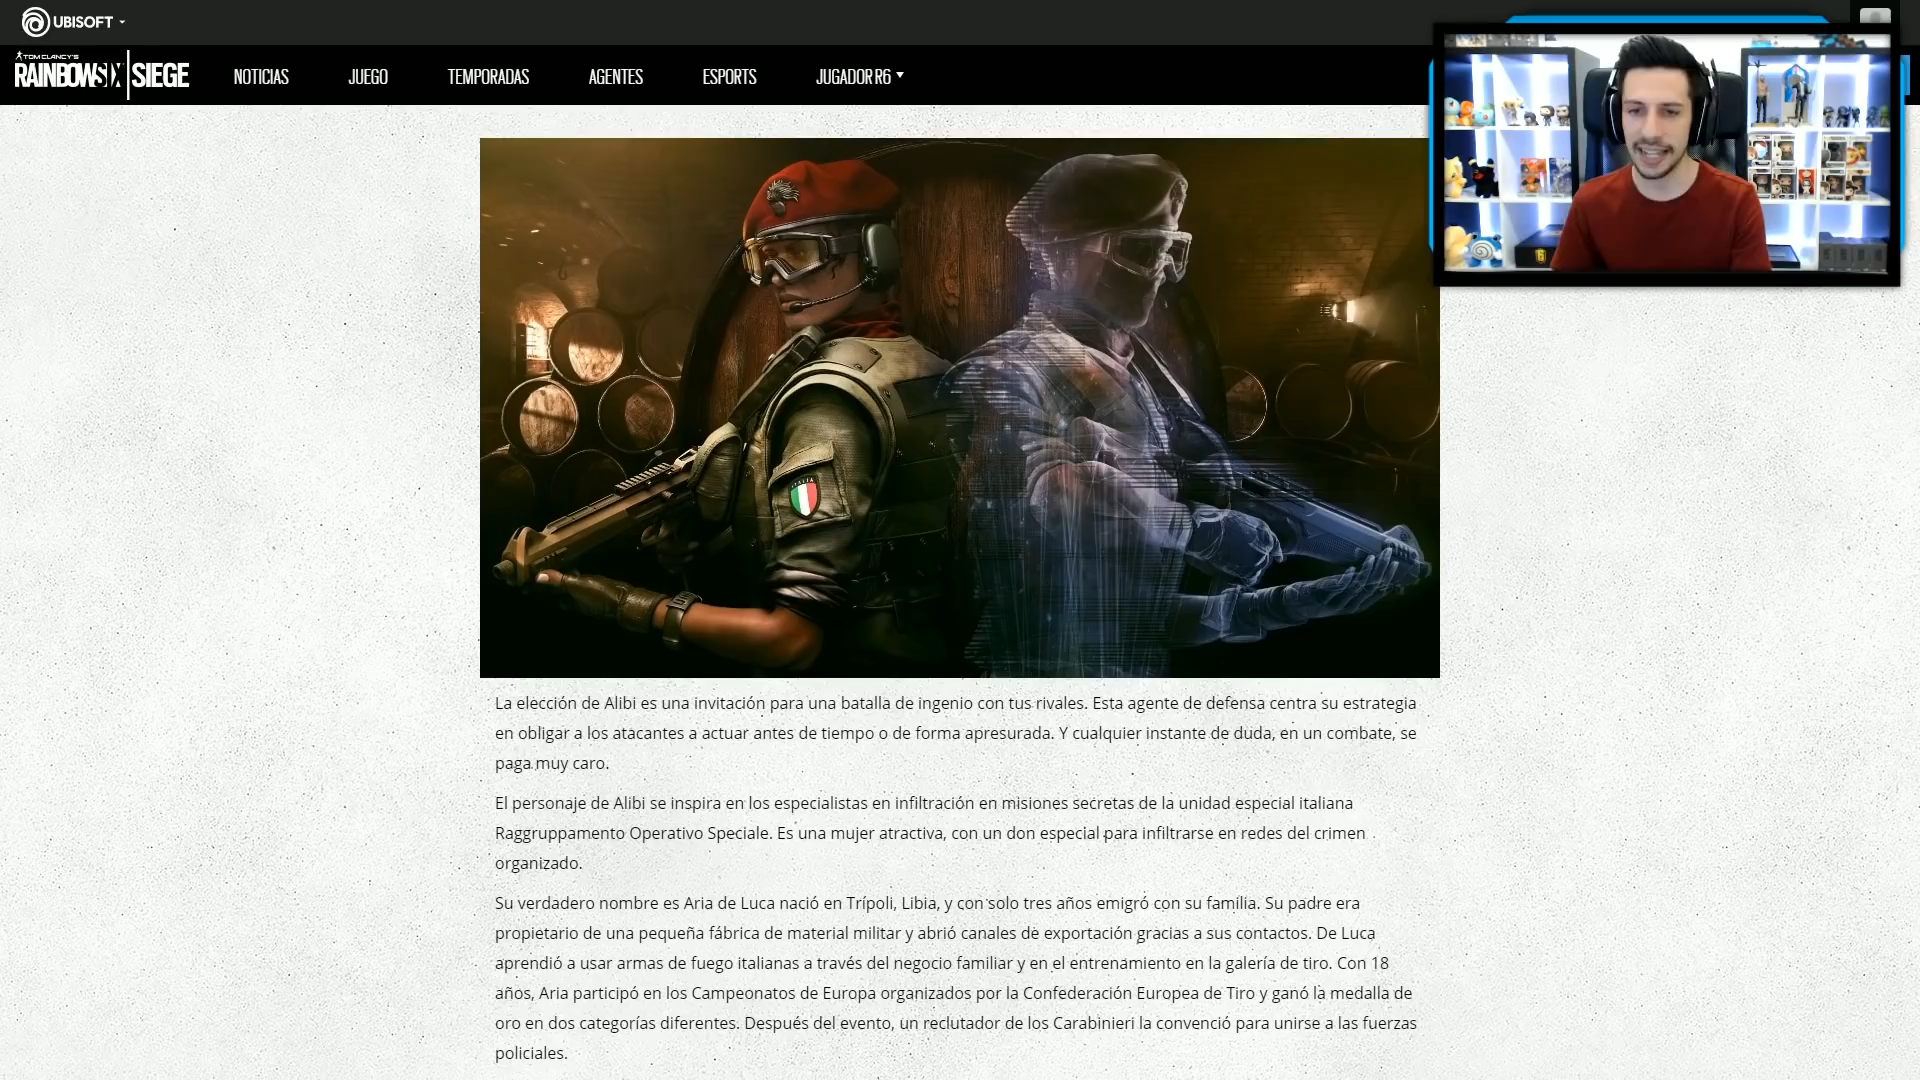 UBISOFT
TOM CLANCY'S
RAINBOW SIX | SIEGE
NOTICIAS
JUEGO
TEMPORADAS
AGENTES
ESPORTS
JUGADOR R6
ITALIA
La elección de Alibi es una invitación para una batalla de ingenio con tus rivales. Esta agente de defensa centra su estrategia
en obligar a los atacantes a actuar antes de tiempo o de forma apresurada. Y cualquier instante de duda, en un combate, se
paga muy caro.
El personaje de Alibi se inspira en los especialistas en infiltración en misiones secretas de la unidad especial italiana
Raggruppamento Operativo Speciale. Es una mujer atractiva, con un don especial para infiltrarse en redes del crimen
organizado.
Su verdadero nombre es Aria de Luca nació en Trípoli, Libia, y con solo tres años emigró con su familia. Su padre era
propietario de una pequeña fábrica de material militar y abrió canales de exportación gracias a sus contactos. De Luca
aprendió a usar armas de fuego italianas a través del negocio familiar y en el entrenamiento en la galería de tiro. Con 18
años, Aria participó en los Campeonatos de Europa organizados por la Confederación Europea de Tiro y ganó la medalla de
oro en dos categorías diferentes. Después del evento, un reclutador de los Carabinieri la convenció para unirse a las fuerzas
policiales.